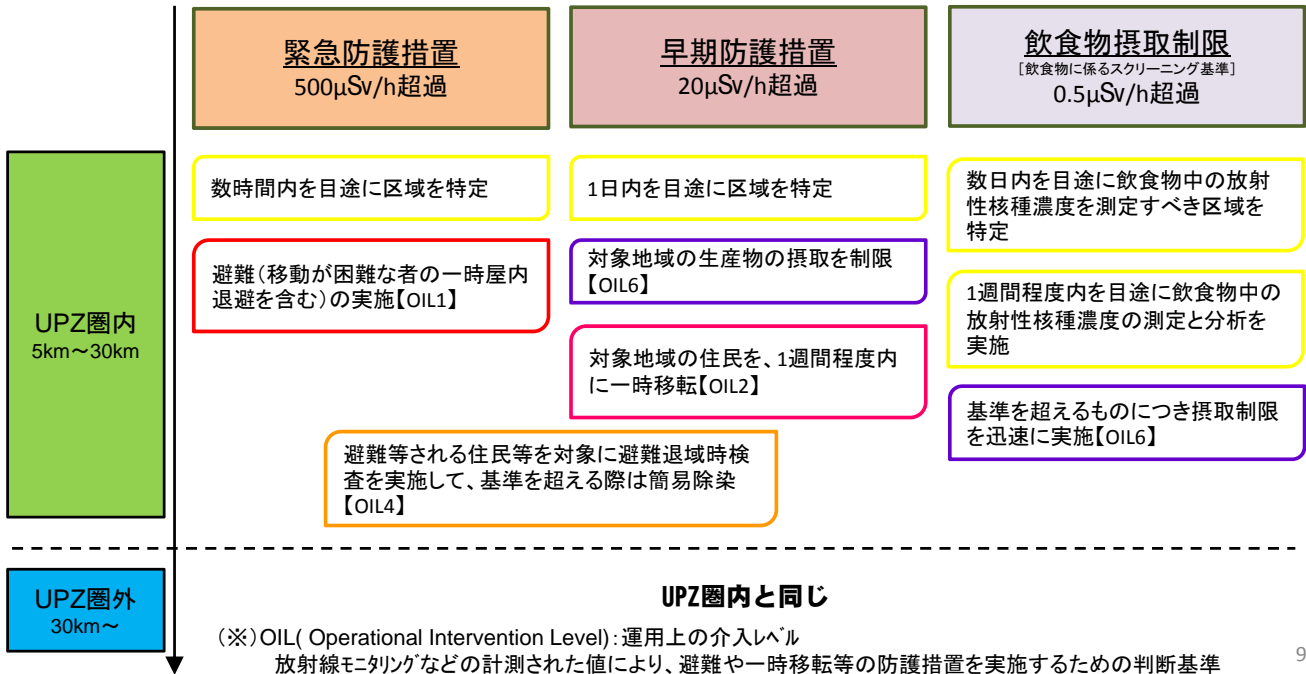 緊急防護措置
500μSv/h超過
早期防護措置
20μSv/h超過
飲食物摂取制限
[飲食物に係るスクリーニング基準]
0.5μSv/h超過
UPZ圏内
5km～30km
数時間内を目途に区域を特定
避難(移動が困難な者の一時屋内
退避を含む)の実施【OIL1】
1日内を目途に区域を特定
対象地域の生産物の摂取を制限
【OIL6】
対象地域の住民を、1週間程度内
に一時移転【OIL2】
数日内を目途に飲食物中の放射
性核種濃度を測定すべき区域を
特定
1週間程度内を目途に飲食物中の
放射性核種濃度の測定と分析を
実施
基準を超えるものにつき摂取制限
を迅速に実施【OIL6】
避難等される住民等を対象に避難退域時検
査を実施して、基準を超える際は簡易除染
【OIL4】
UPZ圏外
30km～
UPZ圏内と同じ
(※)OIL( Operational Intervention Level):運用上の介入ﾚﾍﾞﾙ
放射線ﾓﾆﾀﾘﾝｸﾞなどの計測された値により、避難や一時移転等の防護措置を実施するための判断基準
9